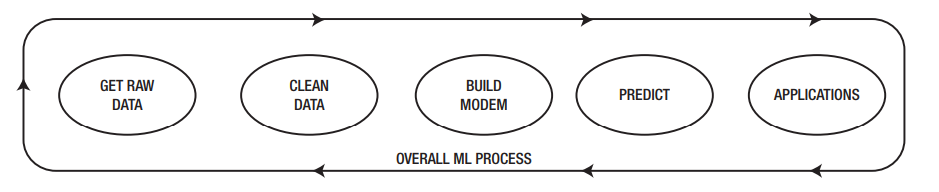 GET RAW
DATA
CLEAN
DATA
BUILD
MODEM
PREDICT
APPLICATIONS
OVERALL ML PROCESS